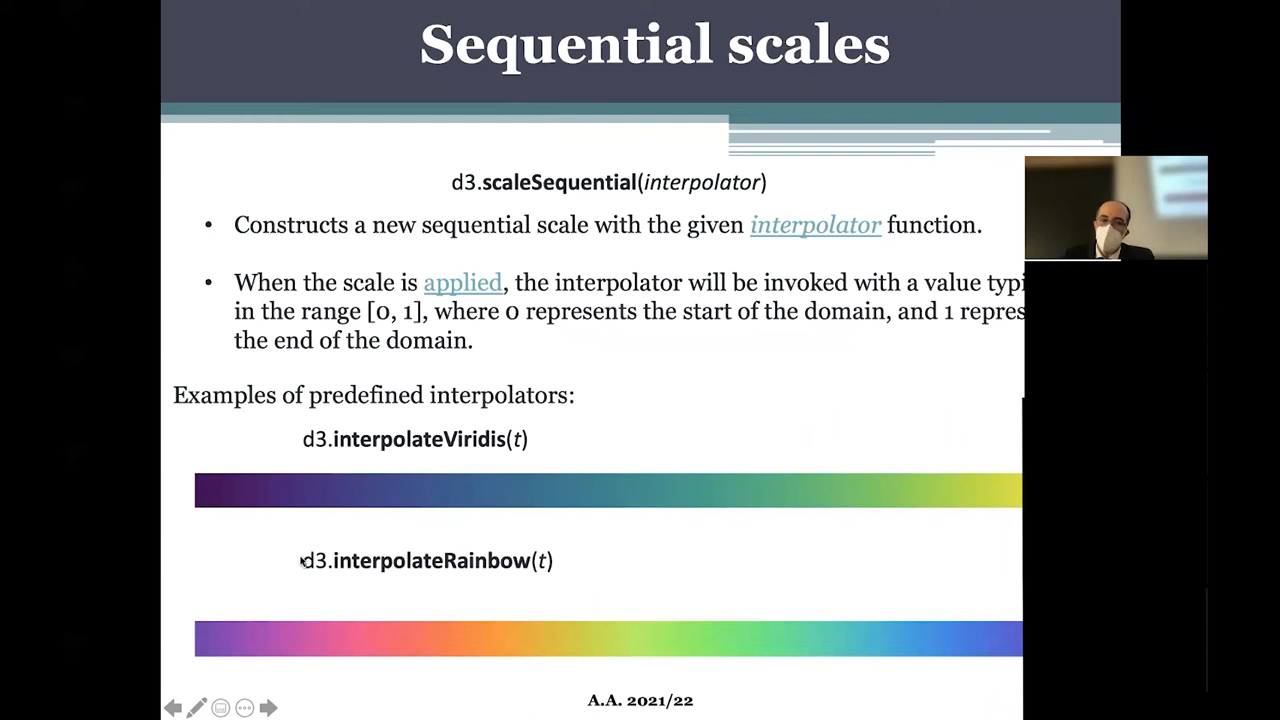 Sequential scales
d3.scaleSequential(interpolator)
• Constructs a new sequential scale with the given interpolator function.
• When the scale is applied, the interpolator will be invoked with a value
in the range [0, 1], where 0 represents the start of the domain, and 1
the end of the domain.
Examples of predefined interpolators:
d3.interpolateViridis(t)
d3.interpolateRainbow(t)
A.A. 2021/22